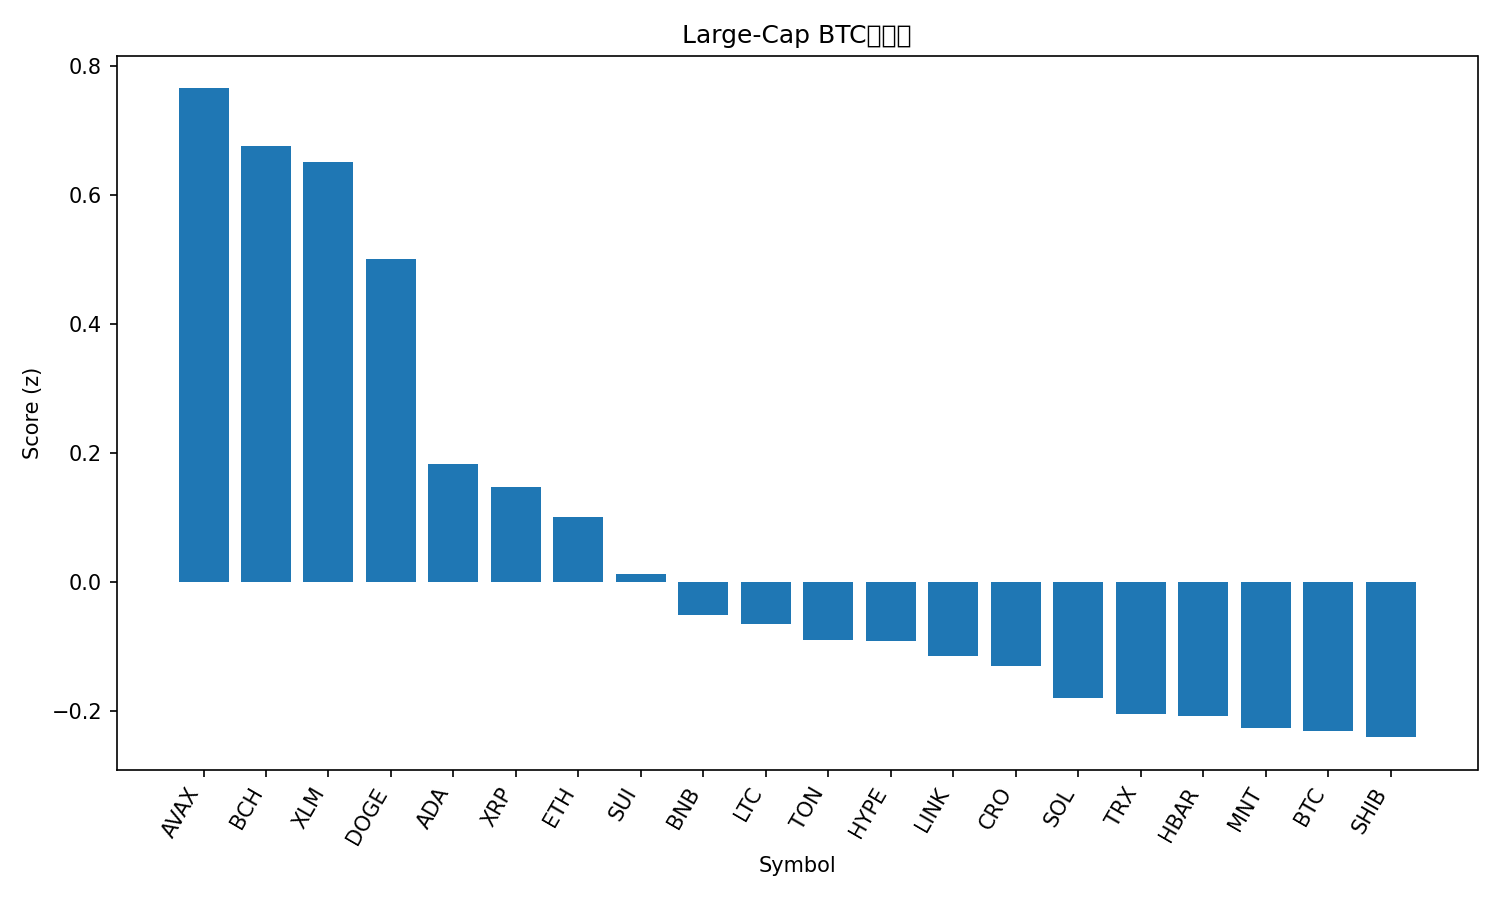 Large-Cap BTC
0.8
0.6
0.4
0.2
0.0
−0.2
Score (z)
AVAX
BCH
XLM
DOGE
ADA
XRP
ETH
SUI
BNB
LTC
TON
HYPE
LINK
CRO
SOL
TRX
HBAR
MNT
BTC
SHIB
Symbol